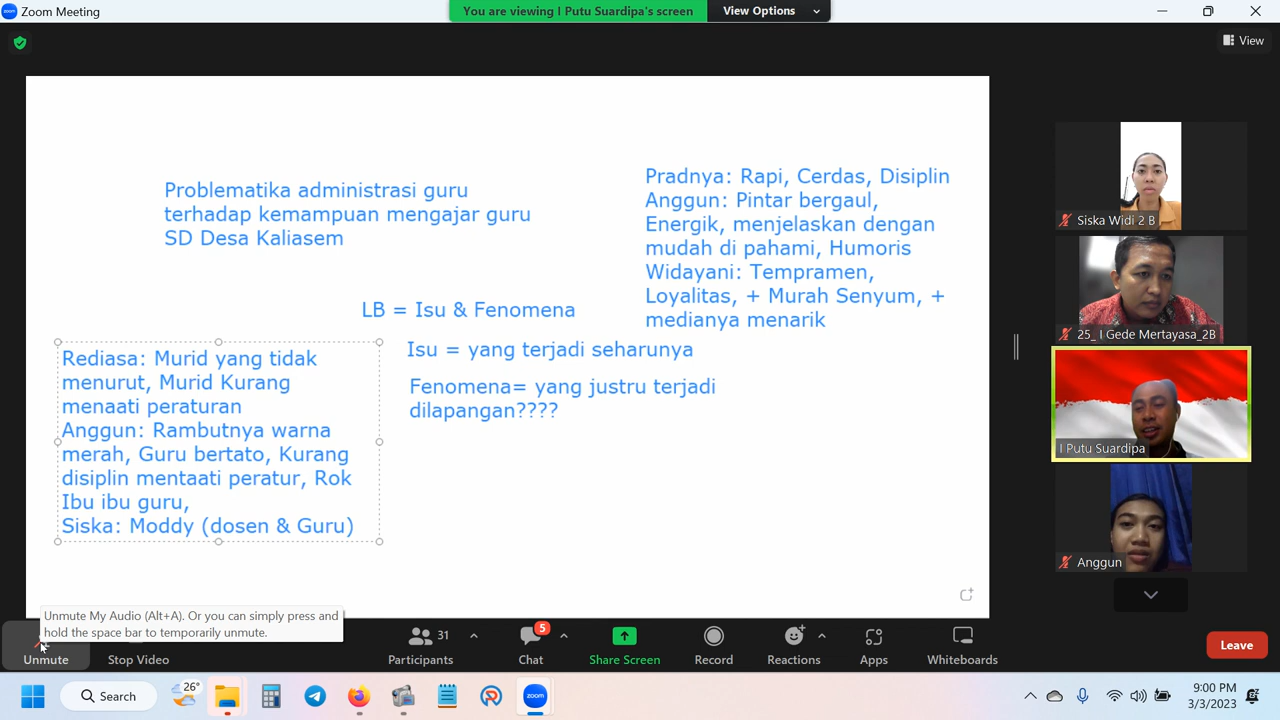 Zoom Meeting
You are viewing I Putu Suardipa's screen
View Options
View
Problematika administrasi guru
terhadap kemampuan mengajar guru
SD Desa Kaliasem
Pradnya: Rapi, Cerdas, Disiplin
Anggun: Pintar bergaul,
Energik, menjelaskan dengan
mudah di pahami, Humoris
Widayani: Tempramen,
Loyalitas, + Murah Senyum, +
medianya menarik
LB = Isu & Fenomena
Isu = yang terjadi seharunya
Fenomena= yang justru terjadi
dilapangan????
Rediasa: Murid yang tidak
menurut, Murid Kurang
menaati peraturan
Anggun: Rambutnya warna
merah, Guru bertato, Kurang
disiplin mentaati peratur, Rok
Ibu ibu guru,
Siska: Moddy (dosen & Guru)
Siska Widi 2 B
25_ I Gede Mertayasa_2B
I Putu Suardipa
Anggun
Unmute My Audio (Alt+A). Or you can simply press and
hold the space bar to temporarily unmute.
Unmute
Stop Video
31
Participants
5
Chat
Share Screen
Record
Reactions
Apps
Whiteboards
Leave
Search
26°
zoom
9:00 PM
3/3/2023